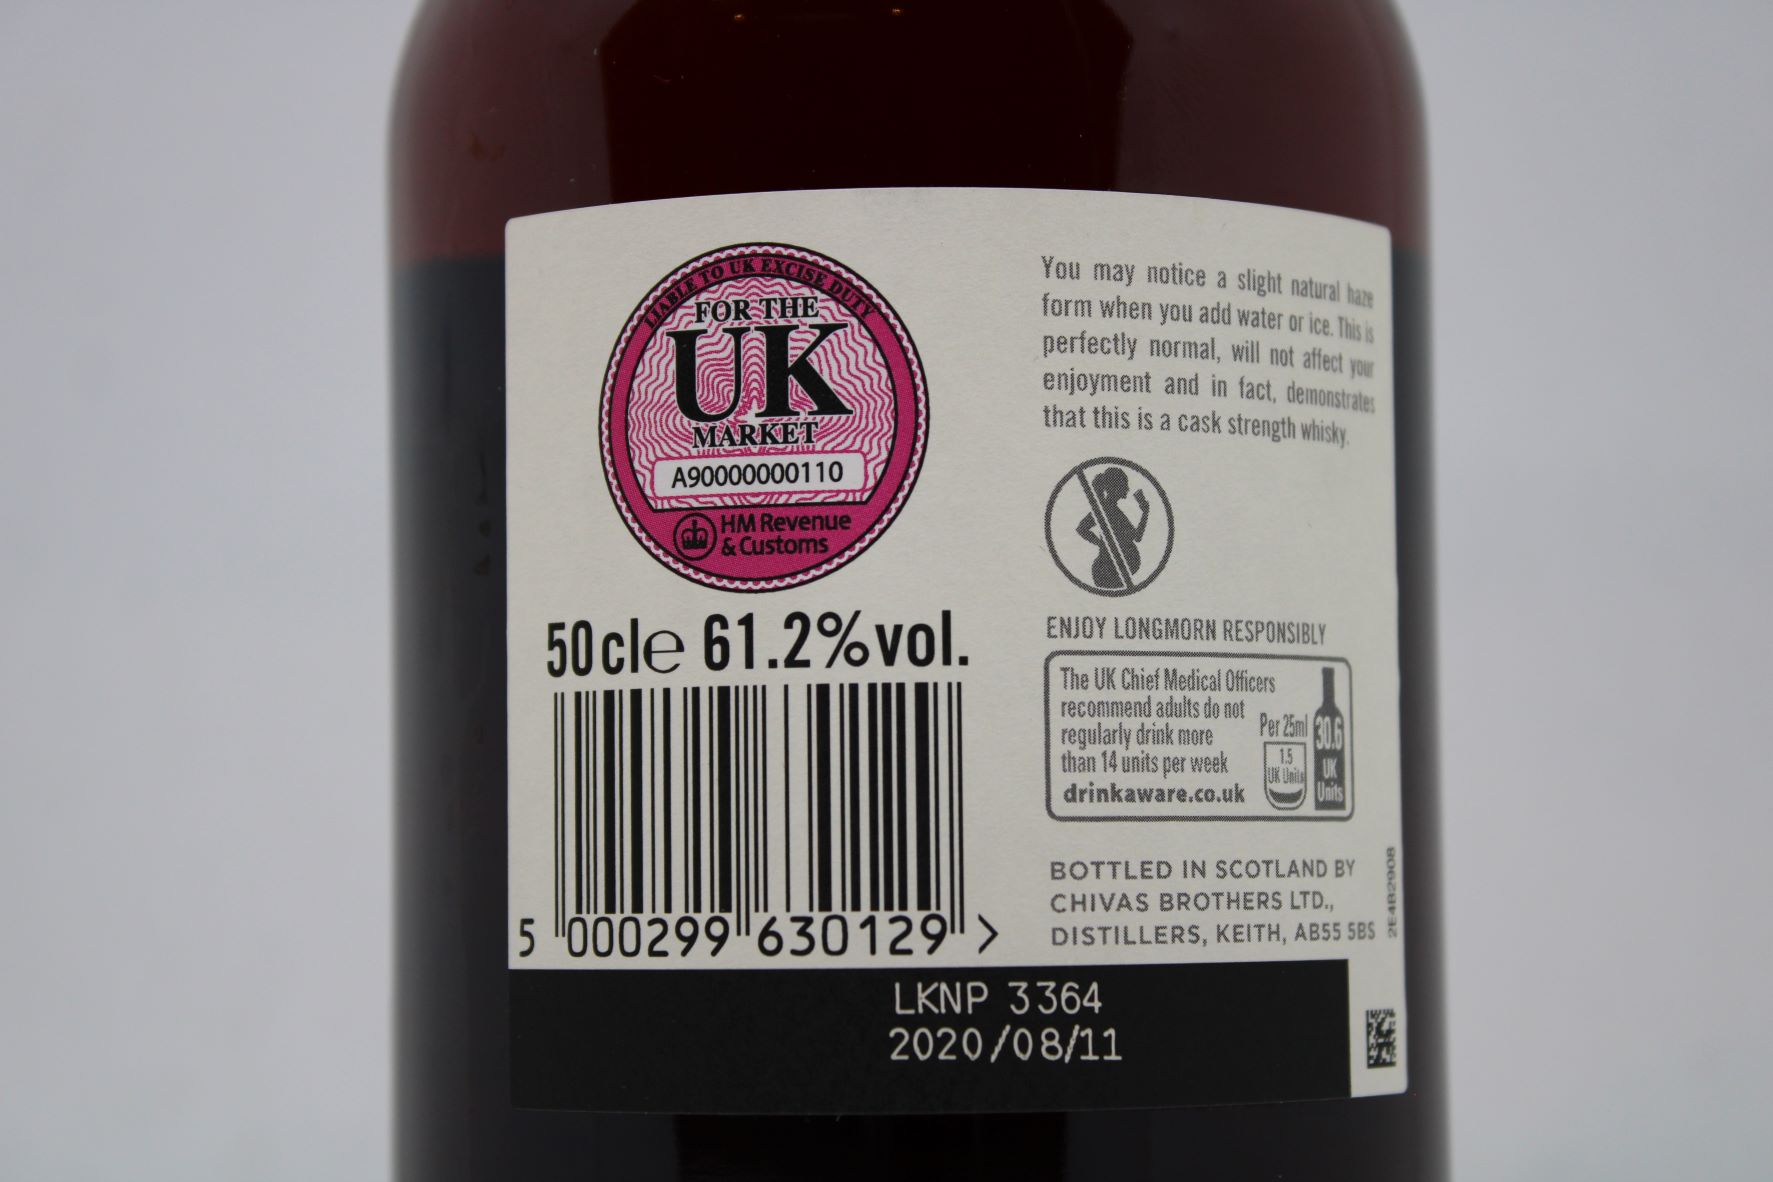 LIABLE TO UK EXCISE DUTY
FOR THE
UK
MARKET
A90000000110
HM Revenue
& Customs
50cl℮ 61.2%vol.
5 000299 630129 >
You may notice a slight natural haze
form when you add water or ice. This is
perfectly normal, will not affect your
enjoyment and in fact, demonstrates
that this is a cask strength whisky.
ENJOY LONGMORN RESPONSIBLY
The UK Chief Medical Officers
recommend adults do not
regularly drink more
than 14 units per week
drinkaware.co.uk
Per 25ml
1.5
UK Units
30.6
UK
Units
BOTTLED IN SCOTLAND BY
CHIVAS BROTHERS LTD.,
DISTILLERS, KEITH, AB55 5BS
2E4B2908
LKNP 3364
2020/08/11